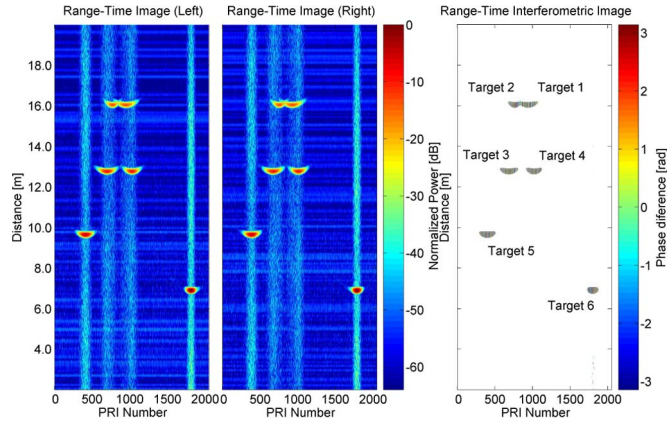 Range-Time Image (Left)
Range-Time Image (Right)
Range-Time Interferometric Image
Distance [m]
18.0
16.0
14.0
12.0
10.0
8.0
6.0
4.0
0 500 1000 1500 2000
PRI Number
0 500 1000 1500 2000
PRI Number
0
-10
-20
-30
-40
-50
-60
Normalized Power [dB]
Distance [m]
Target 2
Target 1
Target 3
Target 4
Target 5
Target 6
0 500 1000 1500 2000
PRI Number
3
2
1
0
-1
-2
-3
Phase diference [rad]